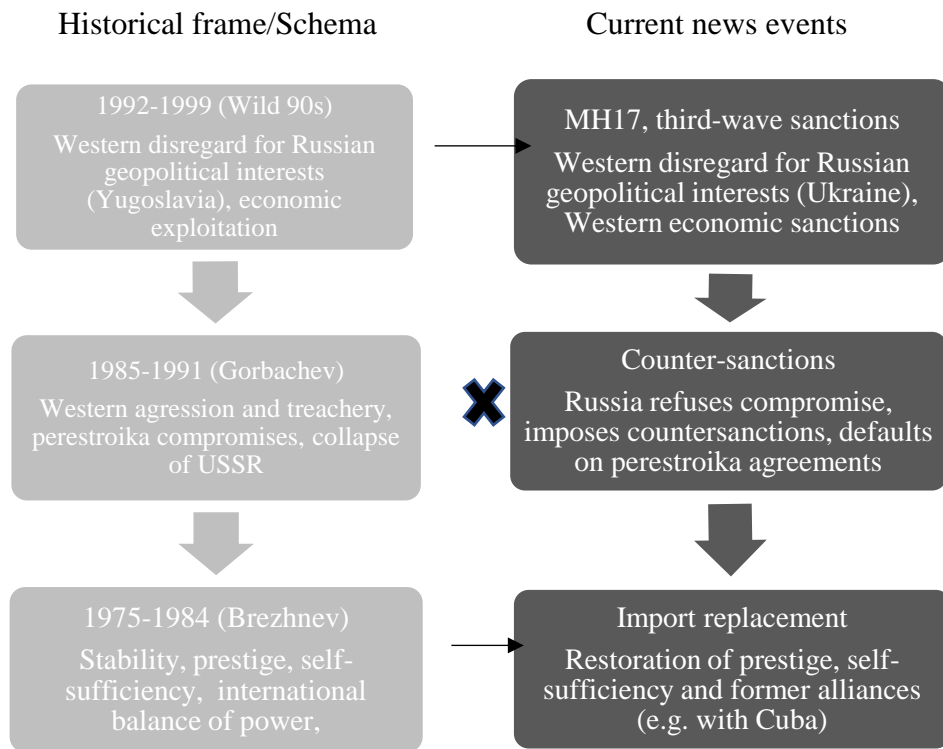 Historical frame/Schema
Current news events
1992-1999 (Wild 90s)
Western disregard for Russian
geopolitical interests
(Yugoslavia), economic
exploitation
MH17, third-wave sanctions
Western disregard for Russian
geopolitical interests (Ukraine),
Western economic sanctions
1985-1991 (Gorbachev)
Western agression and treachery,
perestroika compromises, collapse
of USSR
Counter-sanctions
Russia refuses compromise,
imposes countersanctions, defaults
on perestroika agreements
1975-1984 (Brezhnev)
Stability, prestige, self-
sufficiency, international
balance of power,
Import replacement
Restoration of prestige, self-
sufficiency and former alliances
(e.g. with Cuba)